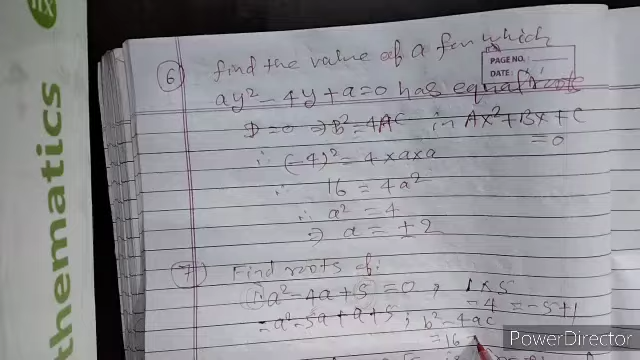 thematics
PAGE NO.:
DATE:
⑥ find the value of a for which
ay² - 4y + a = 0 has equal roots
D = 0 ⇒ B² = 4AC in Ax² + Bx + C = 0
∴ (-4)² = 4 × a × a
∴ 16 = 4a²
∴ a² = 4
⇒ a = ±2
⑦ Find roots of:
① a² - 4a + 5 = 0, 1 × 5
-4 = -5 + 1
= a² - 5a + a + 5; b² - 4ac
= 16 -
PowerDirector